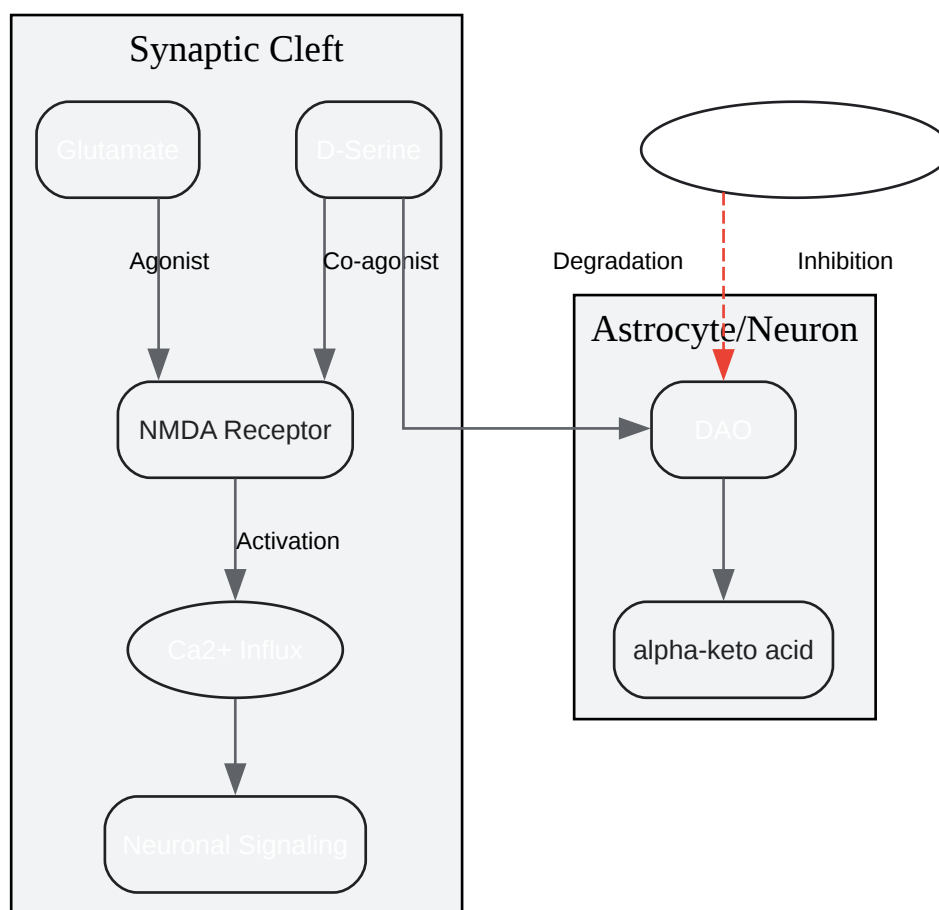 Synaptic Cleft
Glutamate
D-Serine
Agonist
Co-agonist
Degradation
Inhibition
Astrocyte/Neuron
NMDA Receptor
DAO
Activation
Ca2+ Influx
alpha-keto acid
Neuronal Signaling